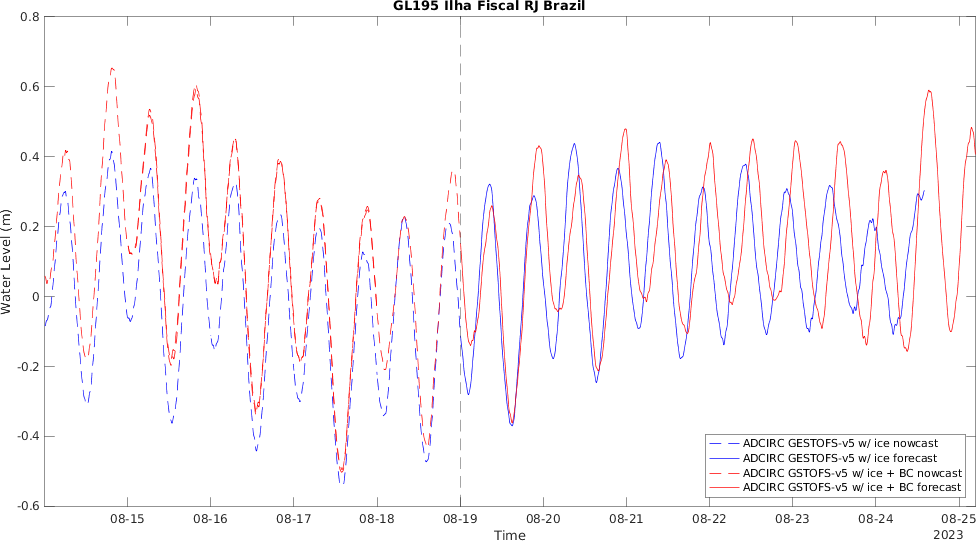 GL195 Ilha Fiscal RJ Brazil
0.8
0.6
0.4
0.2
0
-0.2
-0.4
-0.6
Water Level (m)
08-15 08-16 08-17 08-18 08-19 08-20 08-21 08-22 08-23 08-24 08-25
Time
2023
ADCIRC GESTOFS-v5 w/ ice nowcast
ADCIRC GESTOFS-v5 w/ ice forecast
ADCIRC GSTOFS-v5 w/ ice + BC nowcast
ADCIRC GSTOFS-v5 w/ ice + BC forecast